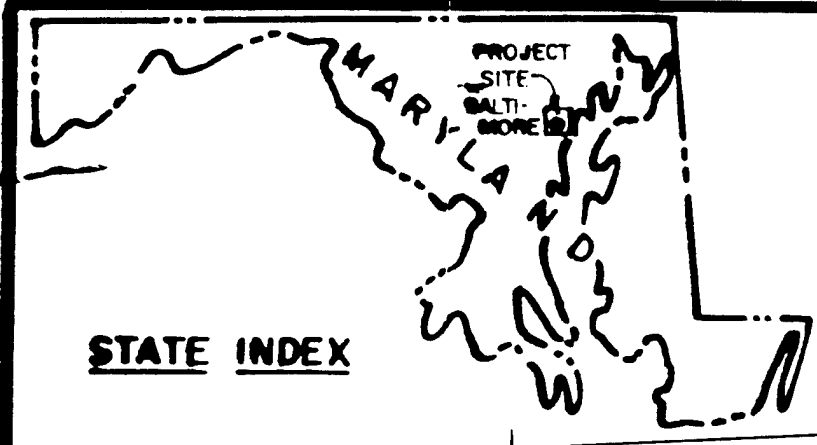 PROJECT
SITE
BALTI-
MORE
MARYLAND
STATE INDEX